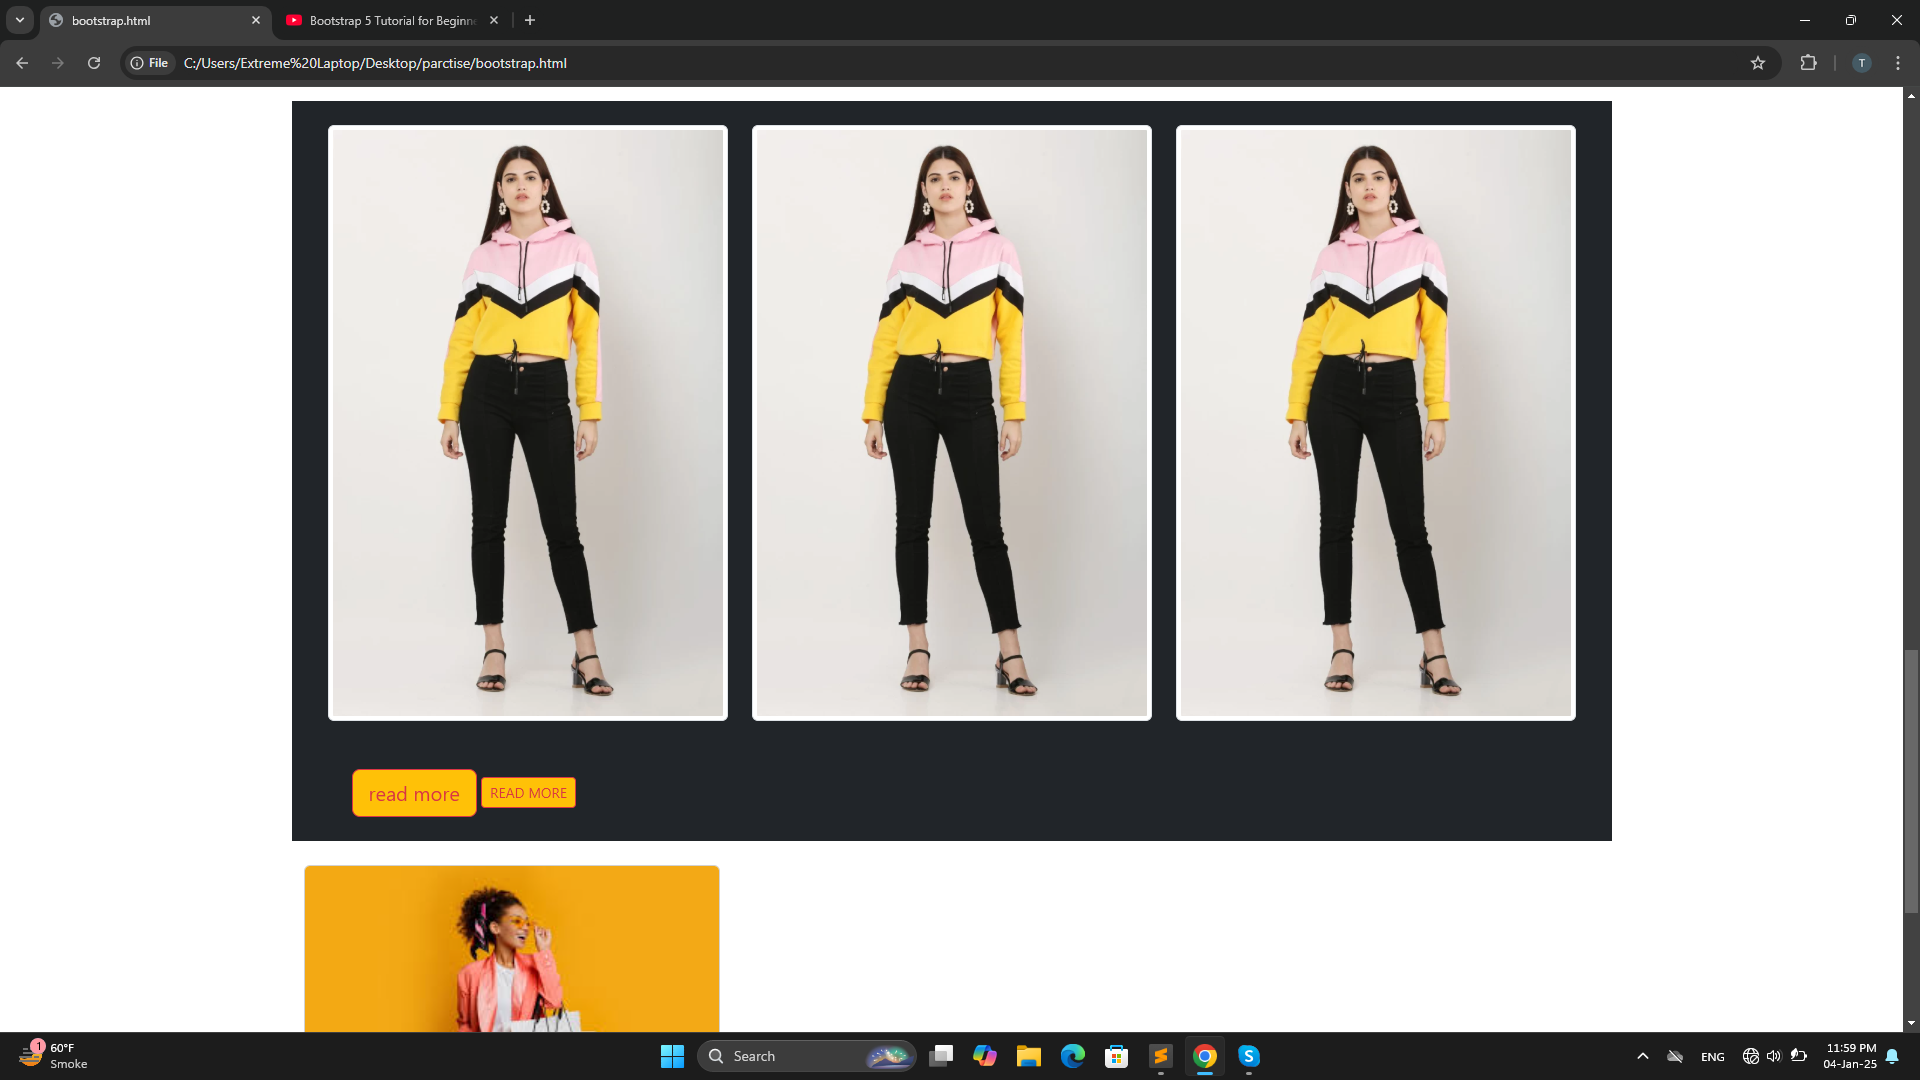 bootstrap.html
Bootstrap 5 Tutorial for Beginne
File
C:/Users/Extreme%20Laptop/Desktop/parctise/bootstrap.html
T
read more
READ MORE
1
60°F
Smoke
Search
S
ENG
11:59 PM
04-Jan-25